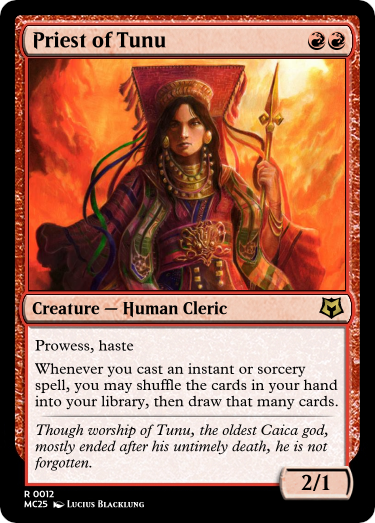 Priest of Tunu
Creature — Human Cleric
Prowess, haste
Whenever you cast an instant or sorcery
spell, you may shuffle the cards in your hand
into your library, then draw that many cards.
Though worship of Tunu, the oldest Caica god,
mostly ended after his untimely death, he is not
forgotten.
2/1
R 0012
MC25 Lucius Blacklung